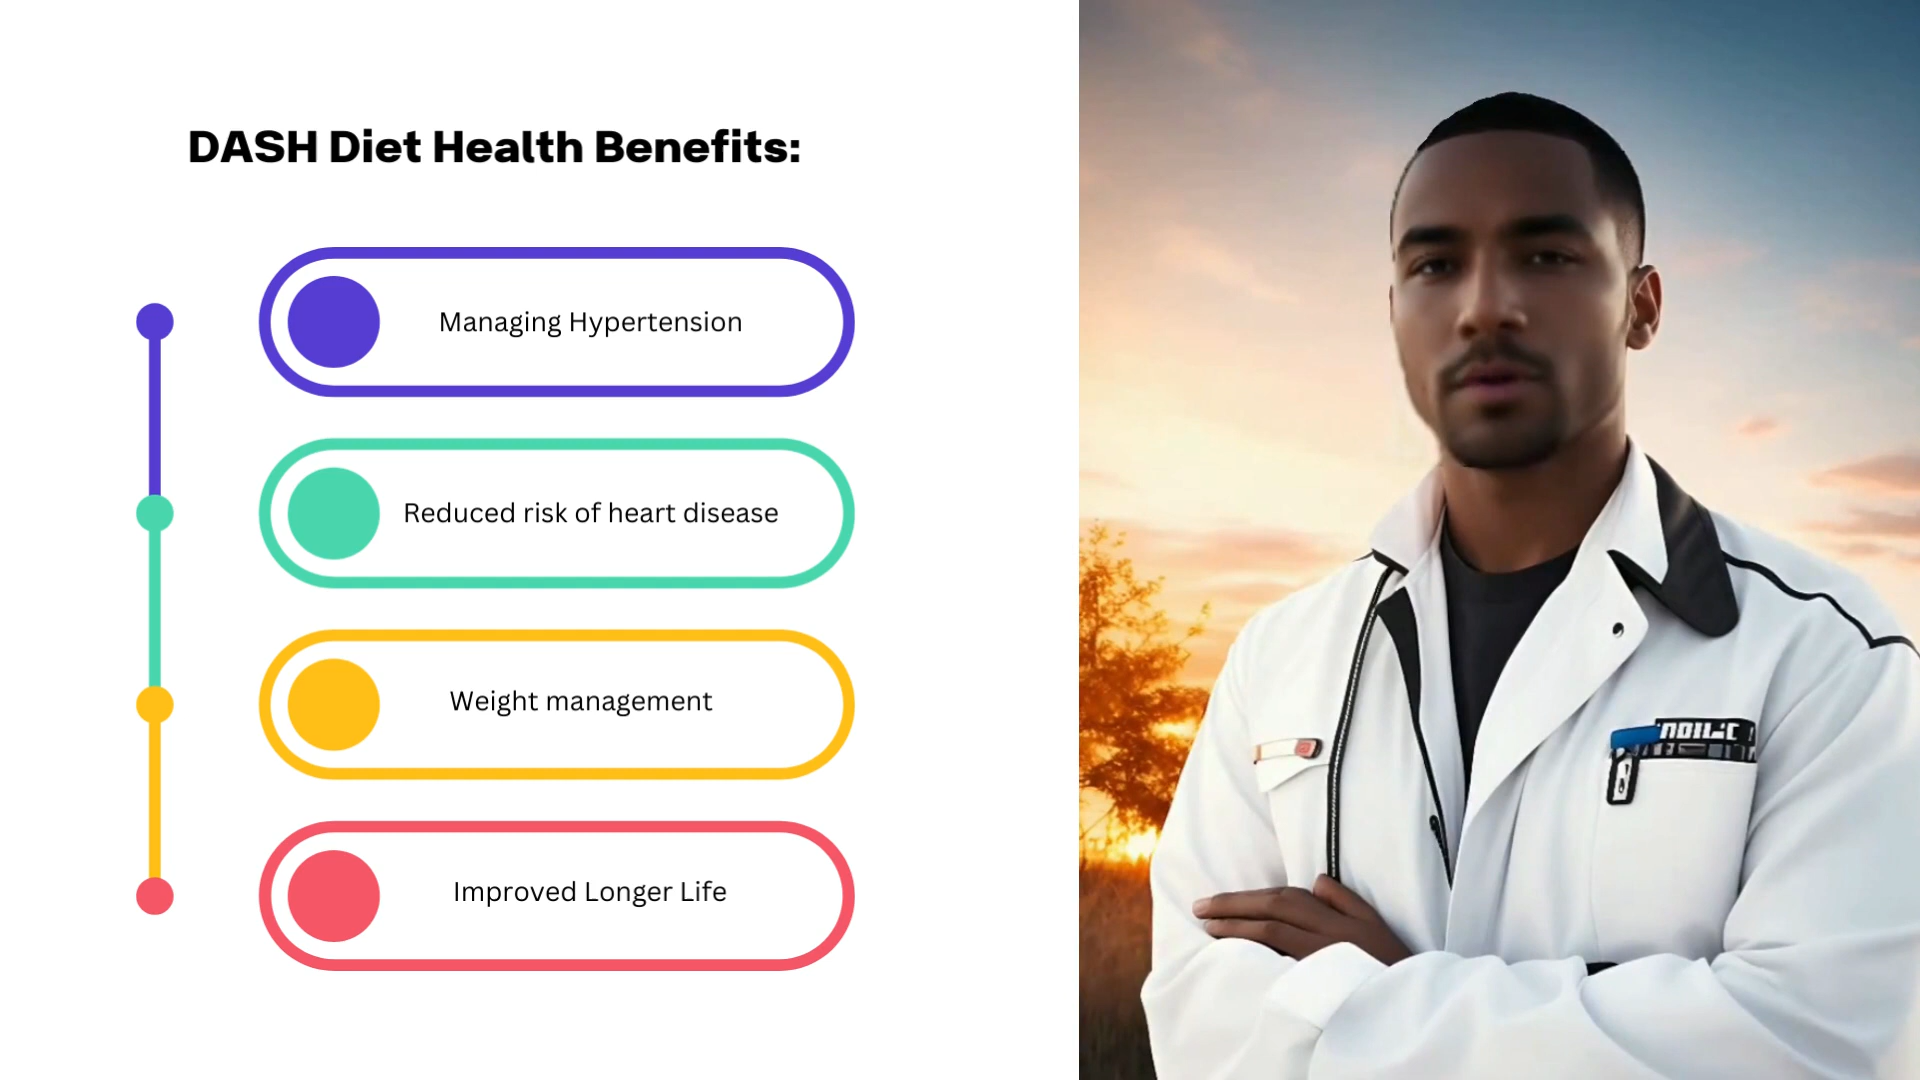 DASH Diet Health Benefits:
Managing Hypertension
Reduced risk of heart disease
Weight management
Improved Longer Life